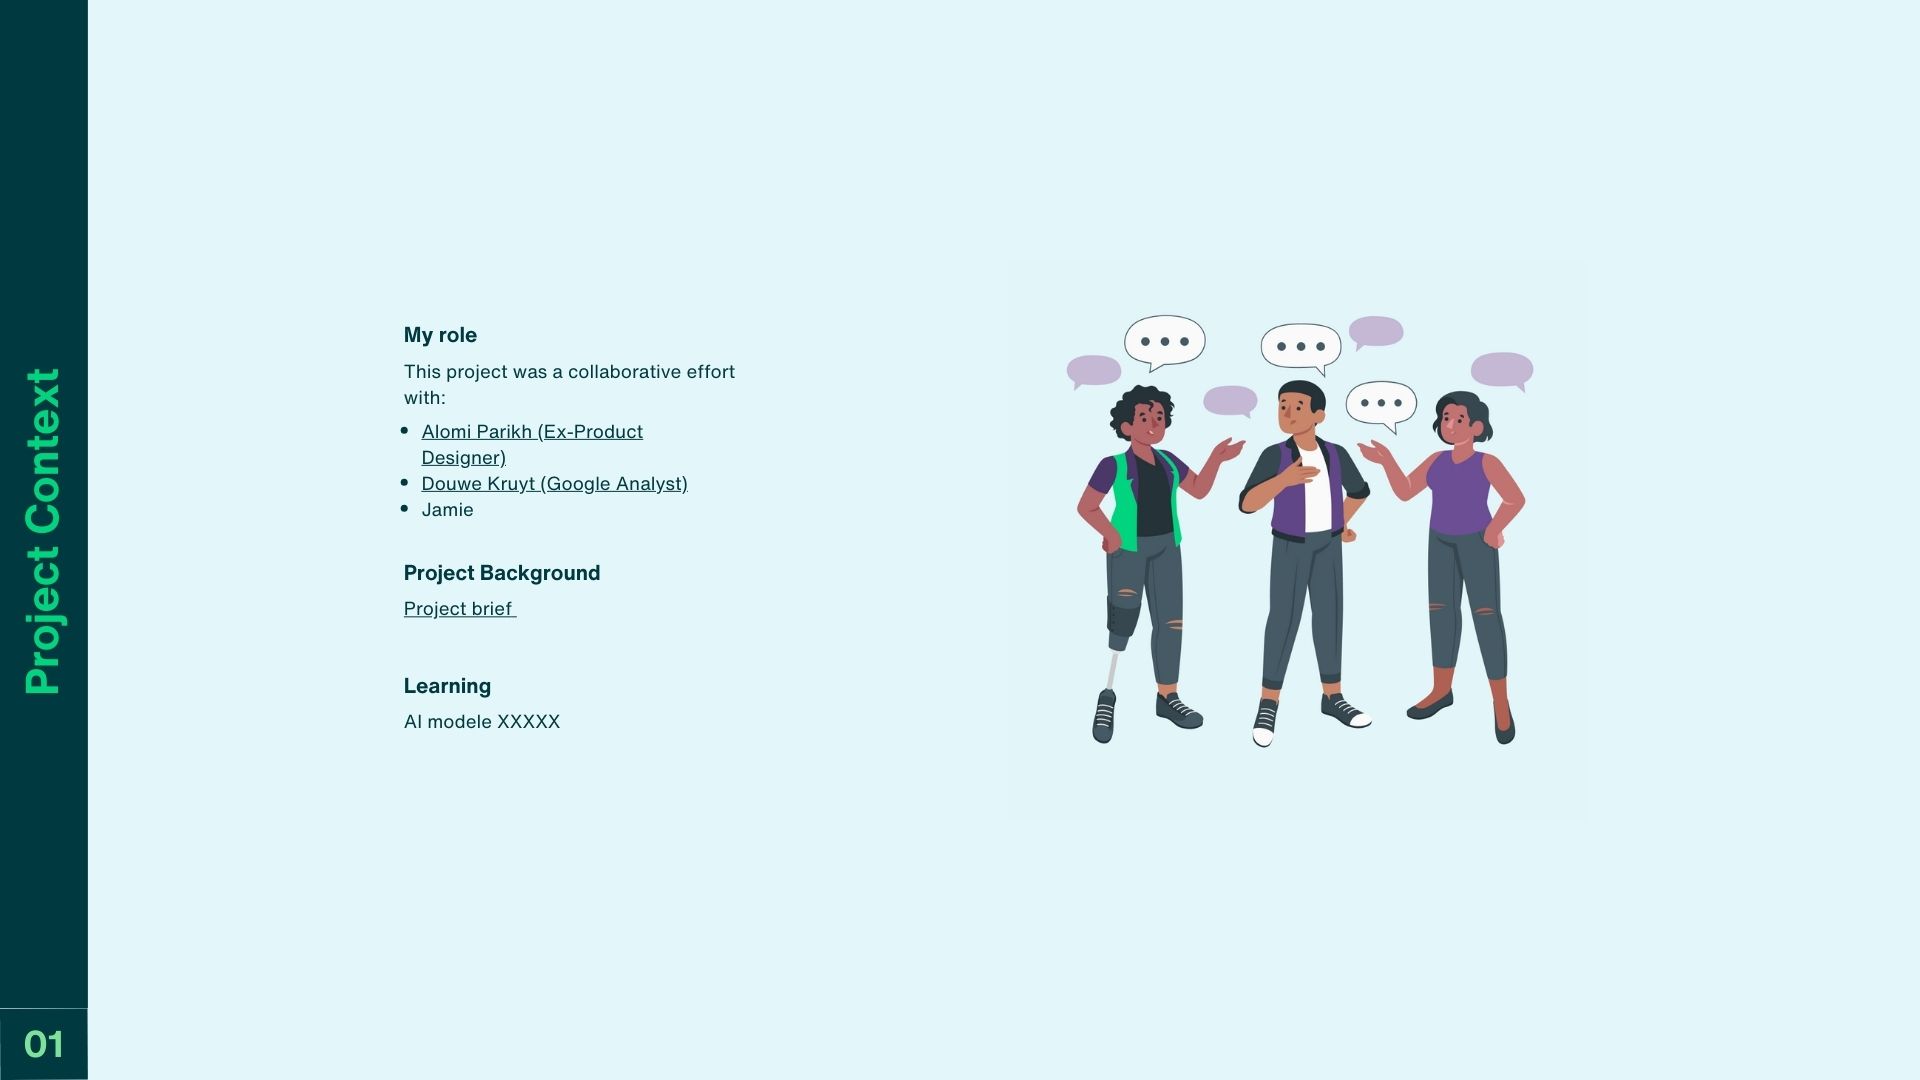 Project Context
My role
This project was a collaborative effort
with:
Alomi Parikh (Ex-Product
Designer)
Douwe Kruyt (Google Analyst)
Jamie
Project Background
Project brief
Learning
AI modele XXXXX
01